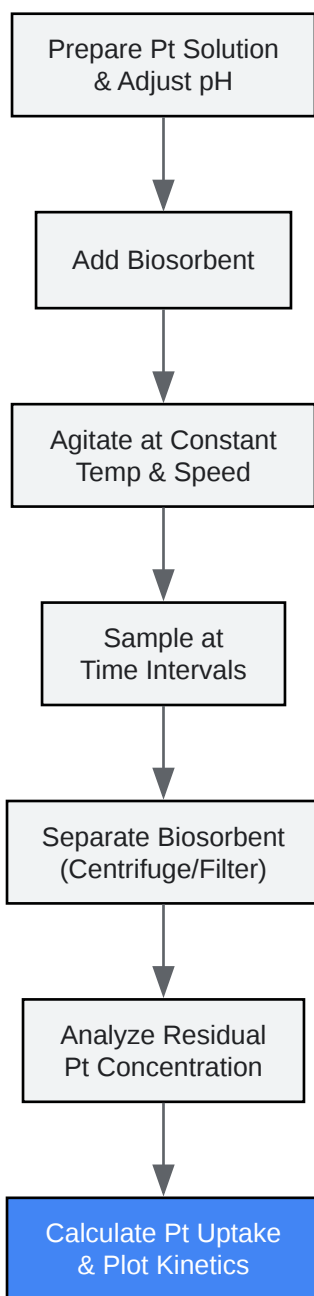 Prepare Pt Solution
& Adjust pH
Add Biosorbent
Agitate at Constant
Temp & Speed
Sample at
Time Intervals
Separate Biosorbent
(Centrifuge/Filter)
Analyze Residual
Pt Concentration
Calculate Pt Uptake
& Plot Kinetics